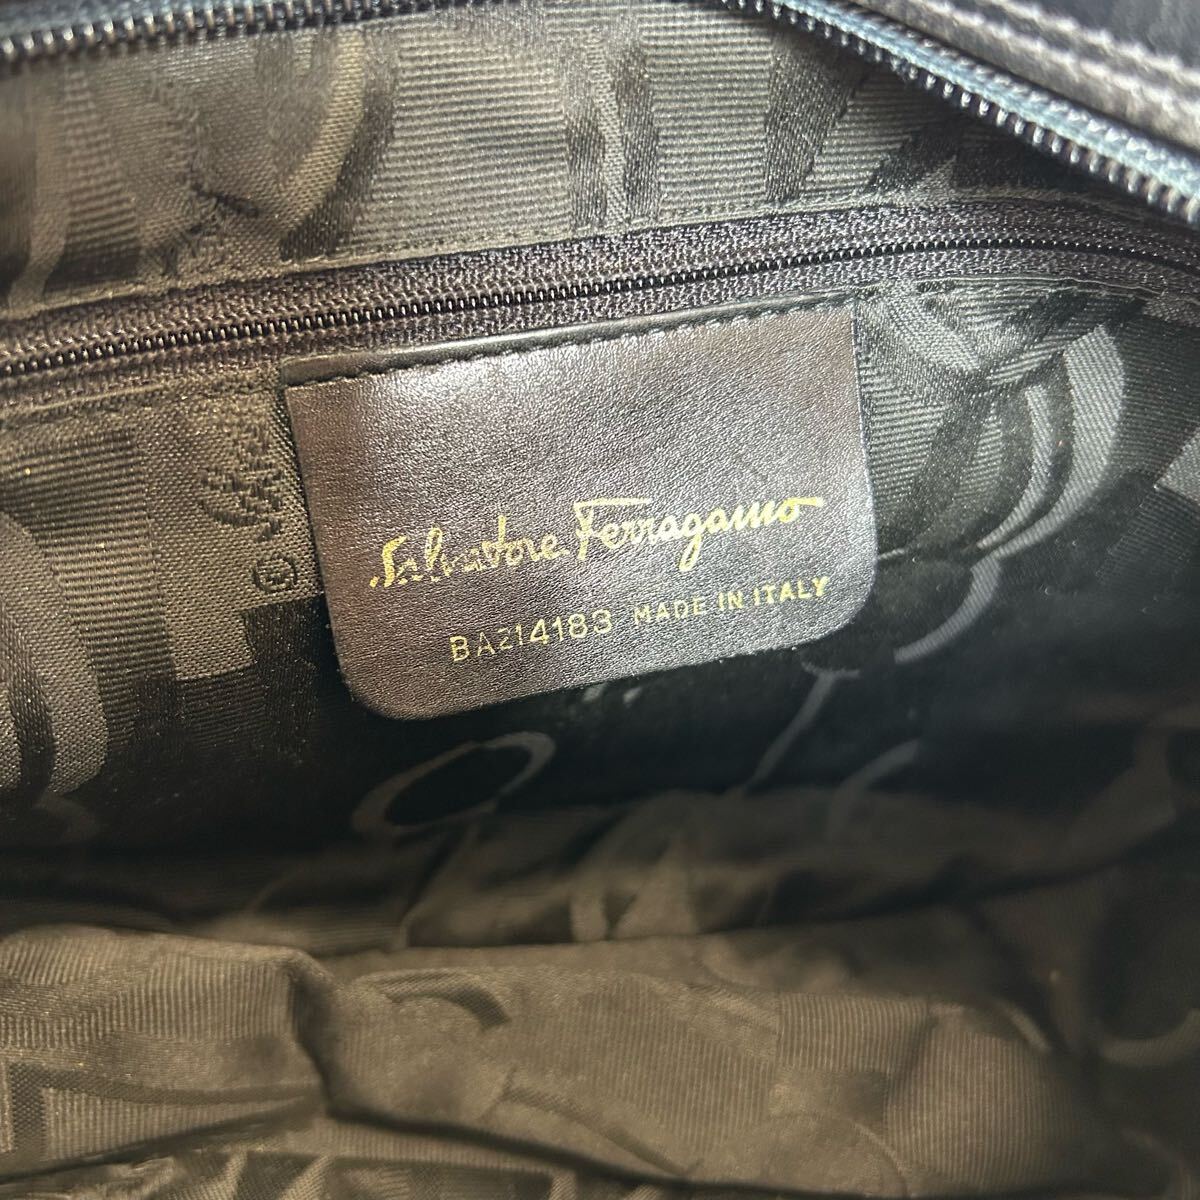 Salvatore Ferragamo
BA214183 MADE IN ITALY
©